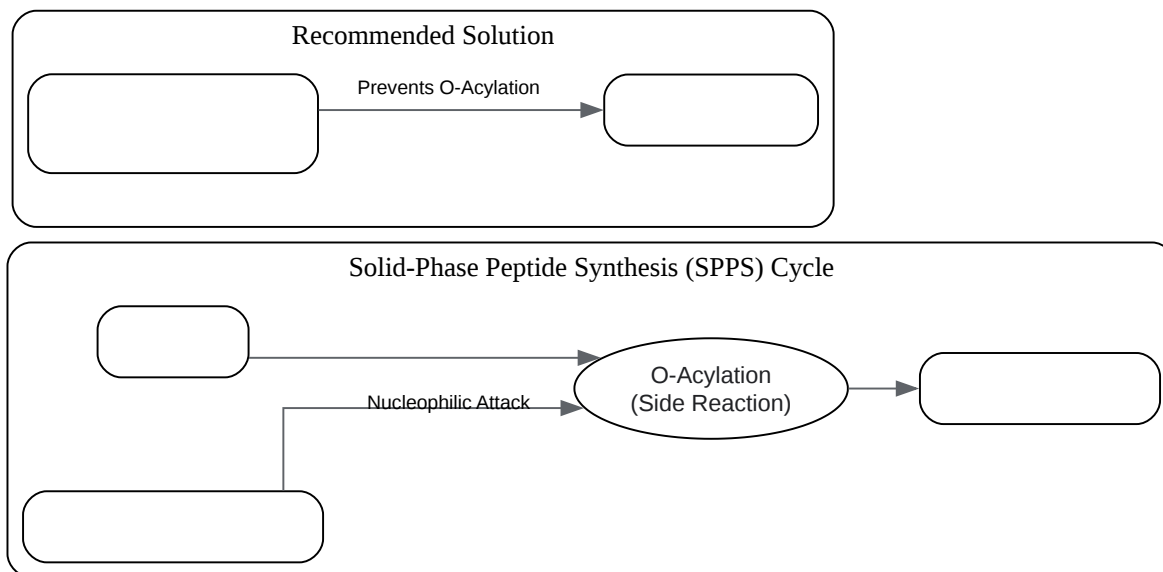 Recommended Solution
Prevents O-Acylation
Solid-Phase Peptide Synthesis (SPPS) Cycle
O-Acylation
(Side Reaction)
Nucleophilic Attack